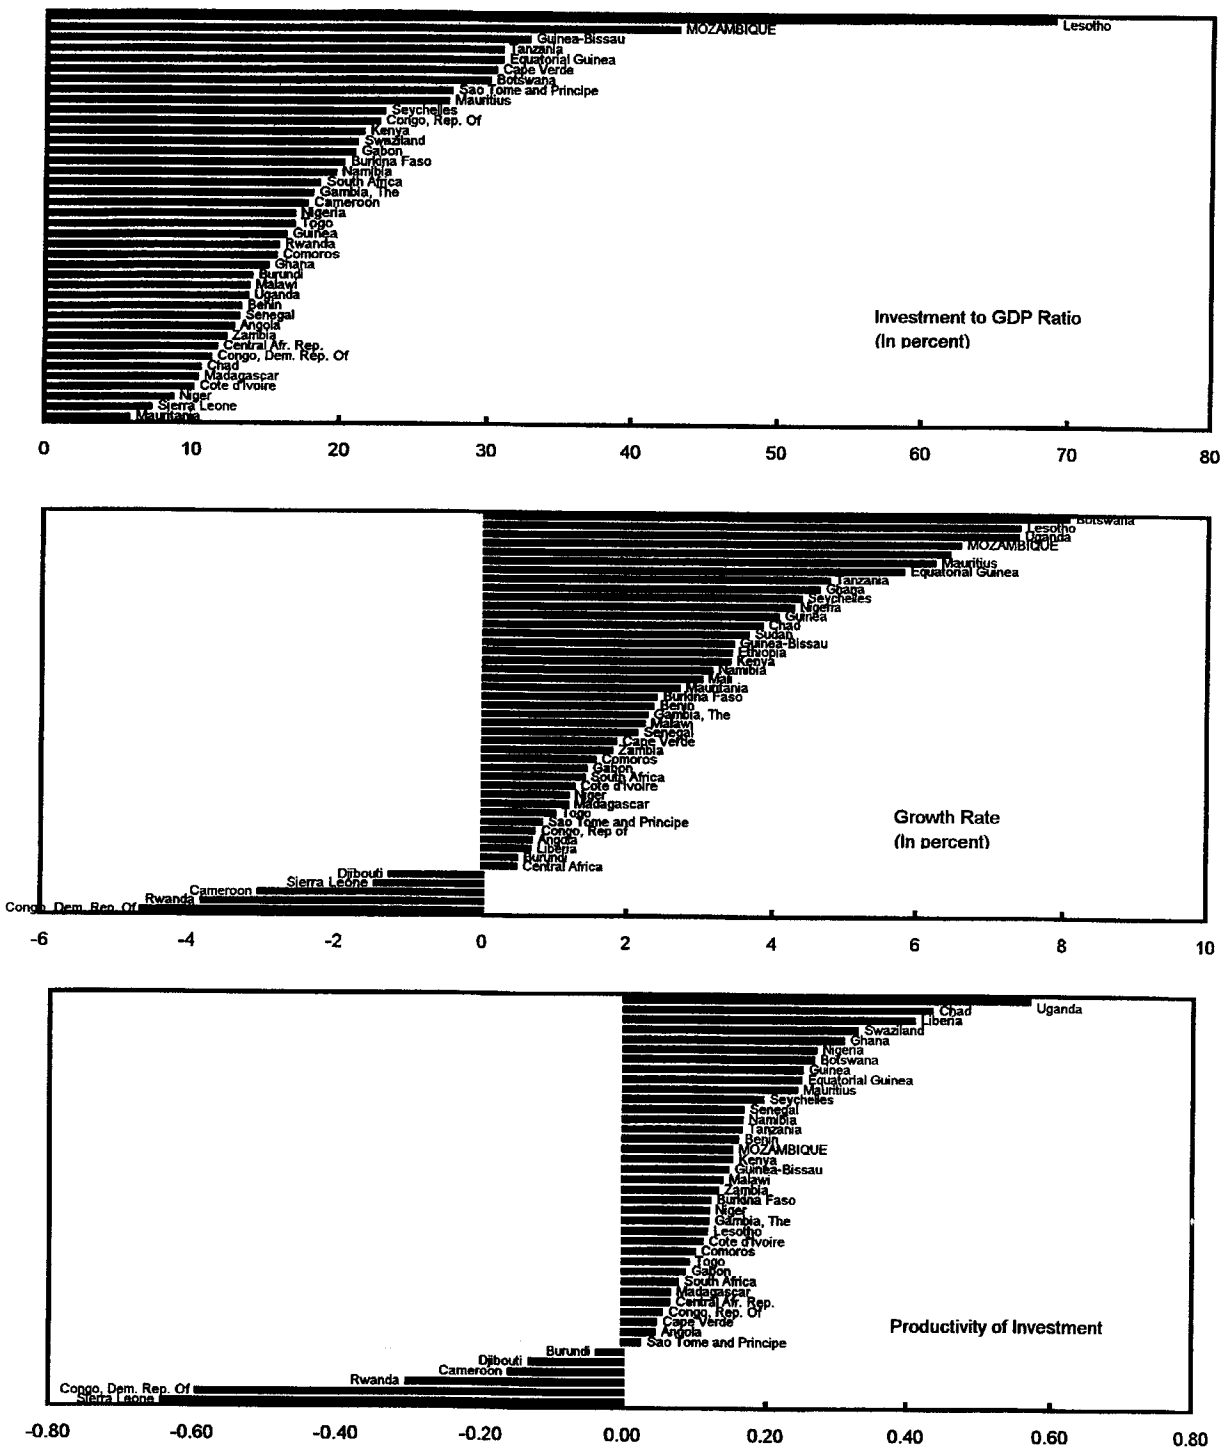 Lesotho
MOZAMBIQUE
Guinea-Bissau
Tanzania
Equatorial Guinea
Cape Verde
Botswana
Sao Tome and Principe
Mauritius
Seychelles
Congo, Rep. Of
Kenya
Swaziland
Gabon
Burkina Faso
Namibia
South Africa
Gambia, The
Cameroon
Nigeria
Togo
Guinea
Rwanda
Comoros
Ghana
Burundi
Malawi
Uganda
Benin
Senegal
Angola
Zambia
Central Afr. Rep.
Congo, Dem. Rep. Of
Chad
Madagascar
Cote d'Ivoire
Niger
Sierra Leone
Mauritania
Investment to GDP Ratio
(In percent)
0 10 20 30 40 50 60 70 80
Botswana
Lesotho
Uganda
MOZAMBIQUE
Mauritius
Equatorial Guinea
Tanzania
Ghana
Seychelles
Nigeria
Guinea
Chad
Sudan
Guinea-Bissau
Ethiopia
Kenya
Namibia
Mali
Mauritania
Burkina Faso
Benin
Gambia, The
Malawi
Senegal
Cape Verde
Zambia
Comoros
Gabon
South Africa
Cote d'Ivoire
Niger
Madagascar
Togo
Sao Tome and Principe
Congo, Rep of
Angola
Liberia
Burundi
Central Africa
Djibouti
Sierra Leone
Cameroon
Rwanda
Congo, Dem. Rep. Of
Growth Rate
(In percent)
-6 -4 -2 0 2 4 6 8 10
Uganda
Chad
Liberia
Swaziland
Ghana
Nigeria
Botswana
Guinea
Equatorial Guinea
Mauritius
Seychelles
Senegal
Namibia
Tanzania
Benin
MOZAMBIQUE
Kenya
Guinea-Bissau
Malawi
Zambia
Burkina Faso
Niger
Gambia, The
Lesotho
Cote d'Ivoire
Comoros
Togo
Gabon
South Africa
Madagascar
Central Afr. Rep.
Congo, Rep. Of
Cape Verde
Angola
Sao Tome and Principe
Burundi
Djibouti
Cameroon
Rwanda
Congo, Dem. Rep. Of
Sierra Leone
Productivity of Investment
-0.80 -0.60 -0.40 -0.20 0.00 0.20 0.40 0.60 0.80